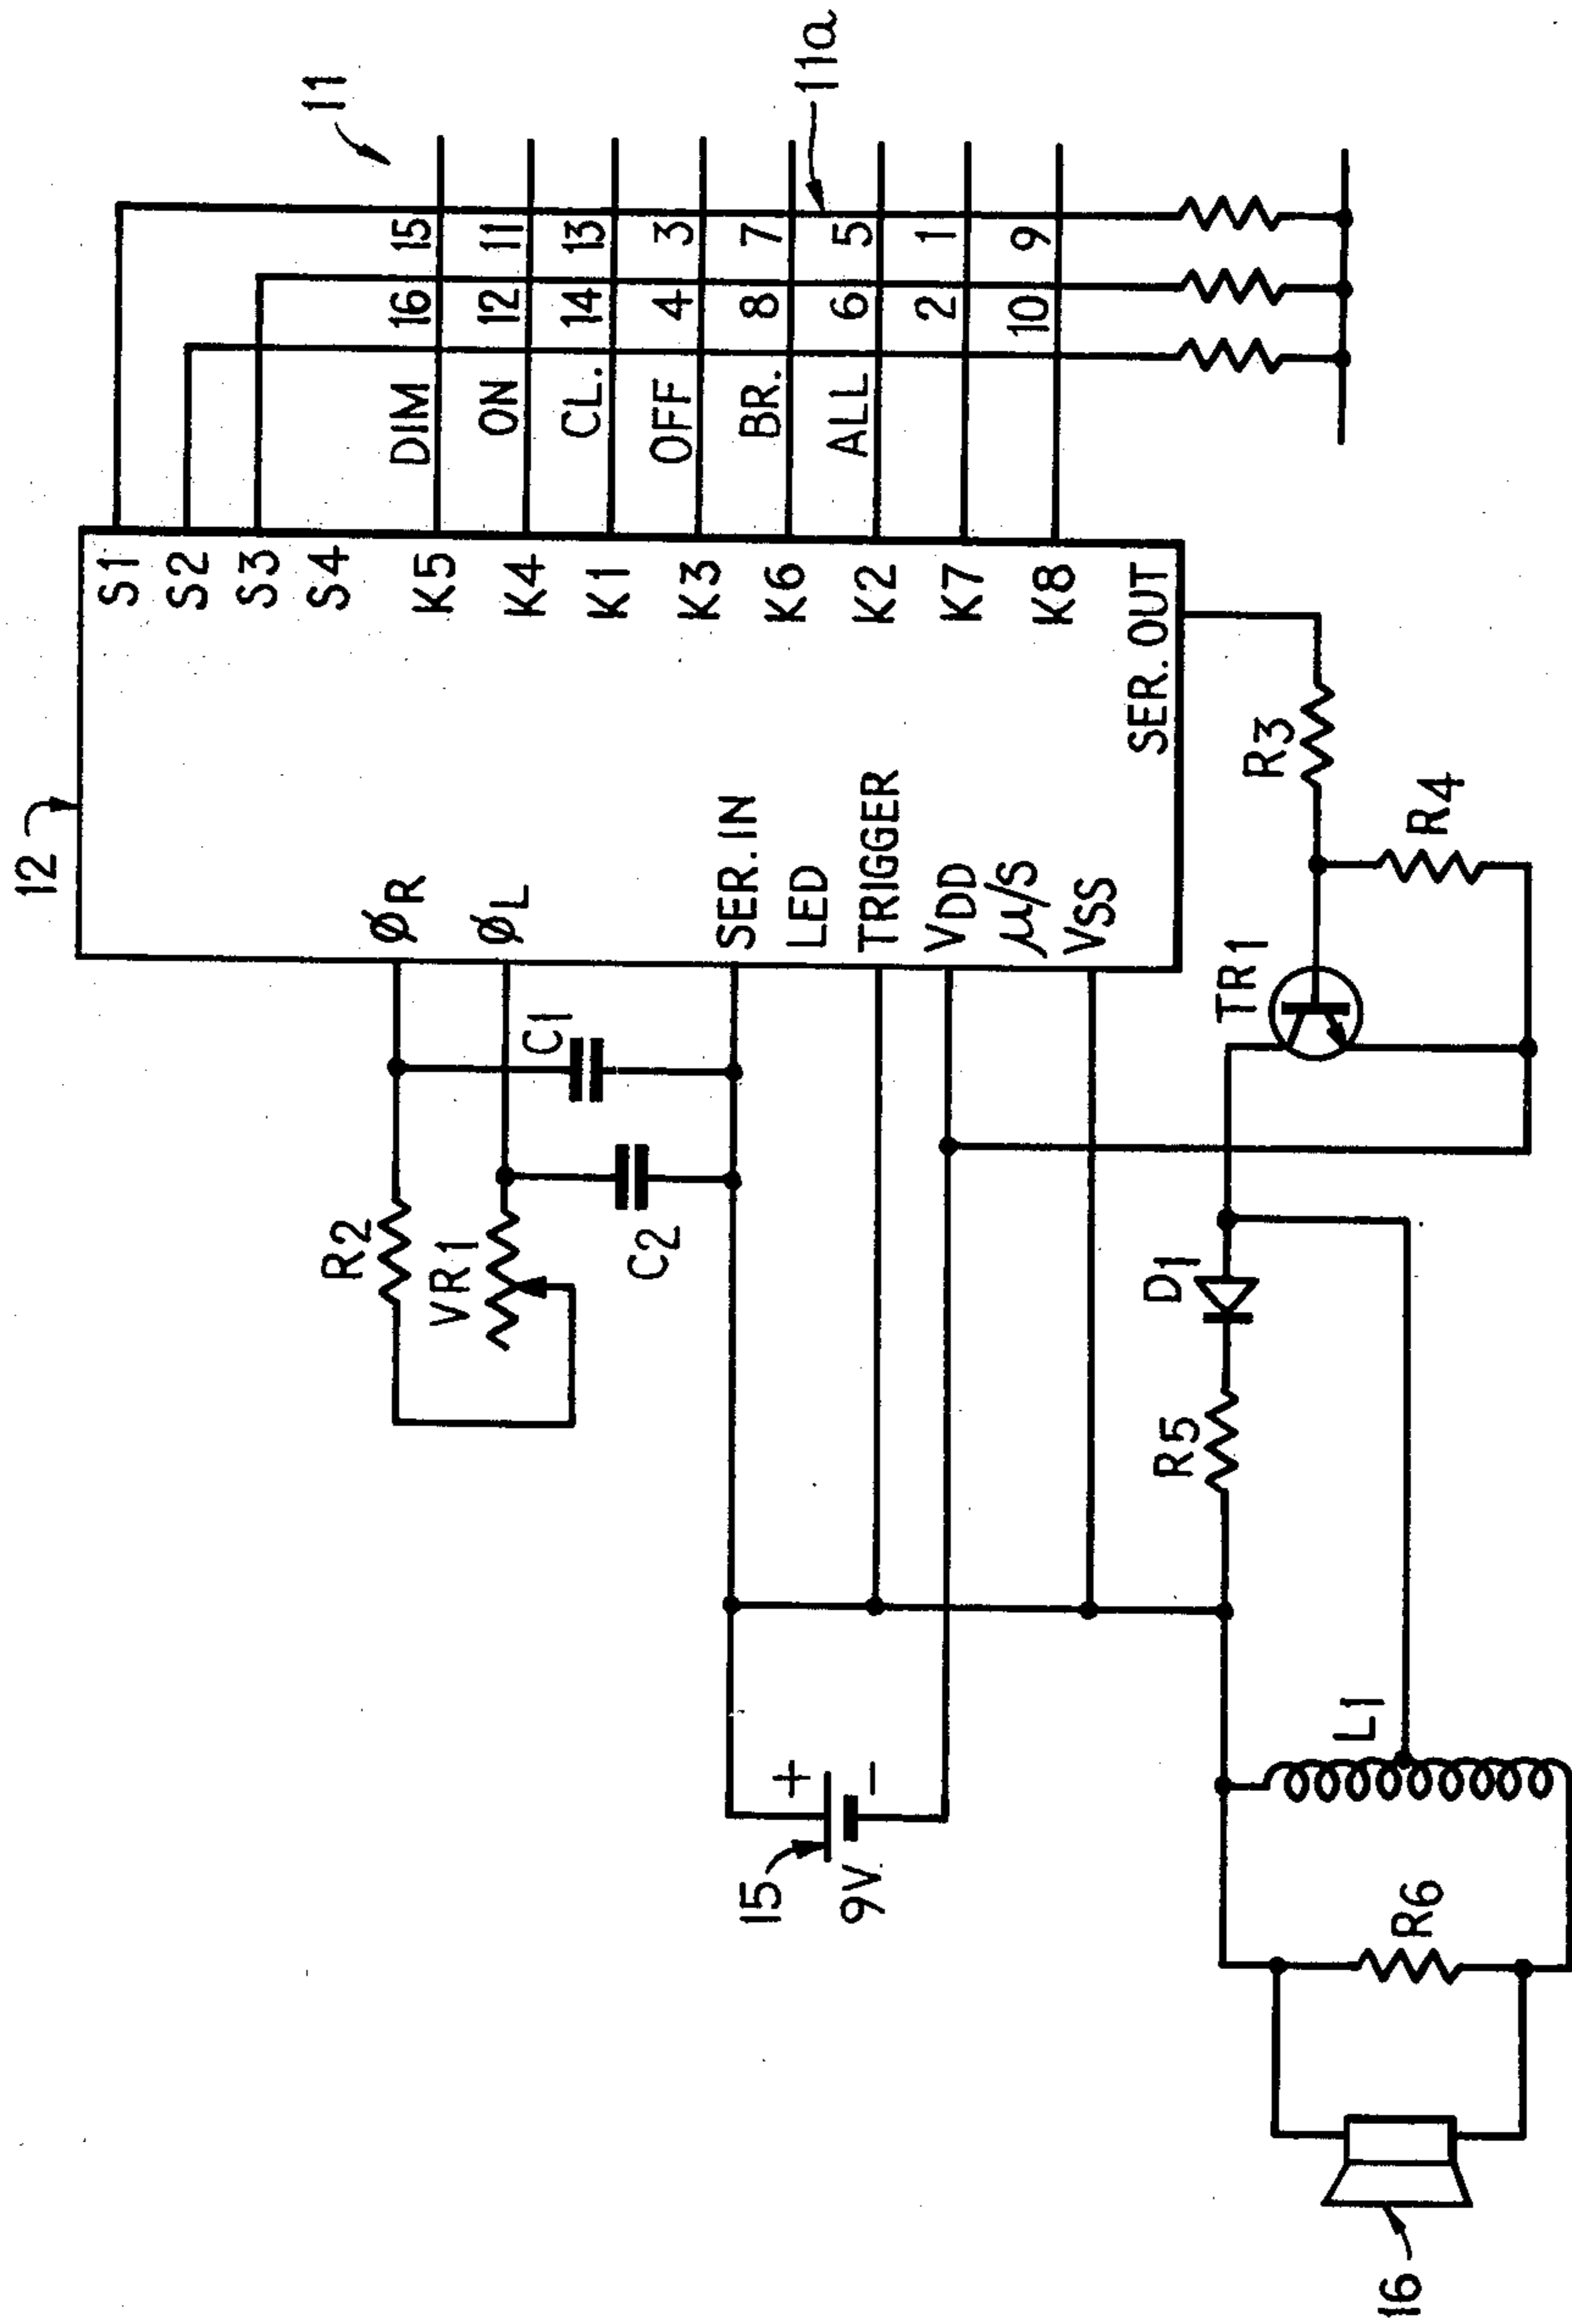 12
11
S1
S2
S3
S4
K5
K4
K1
K3
K6
K2
K7
K8
SER. OUT
DIM 16 15
ON 12 11
CL. 14 13
OFF 4 3
BR. 8 7
ALL 6 5
2 1
10 9
11a
ØR
ØL
SER. IN
LED
TRIGGER
VDD
μ/S
VSS
R2
VR1
C1
C2
15
9V.
+
−
R3
R4
TR1
D1
R5
L1
R6
16